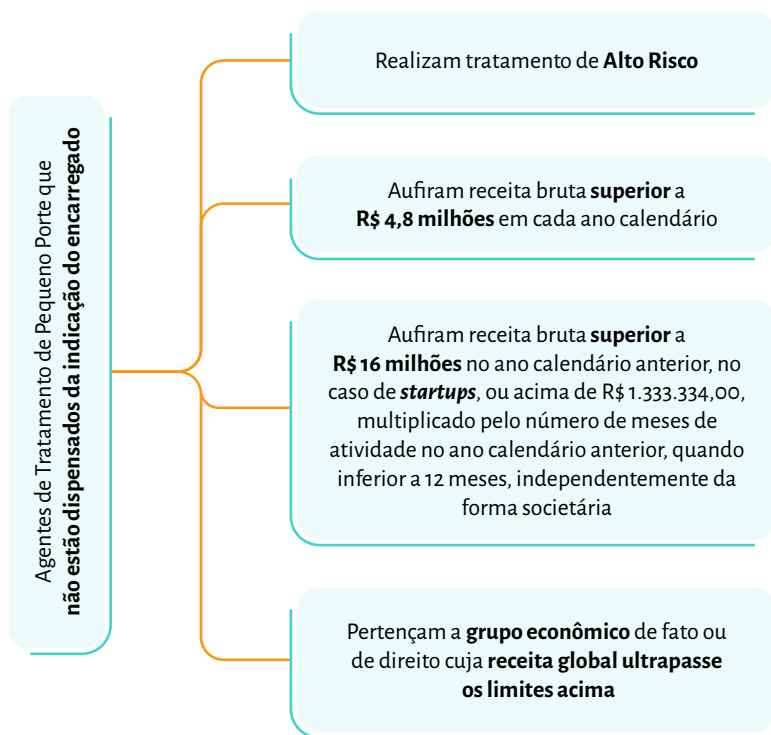 Agentes de Tratamento de Pequeno Porte que
não estão dispensados da indicação do encarregado
Realizam tratamento de Alto Risco
Aufiram receita bruta superior a
R$ 4,8 milhões em cada ano calendário
Aufiram receita bruta superior a
R$ 16 milhões no ano calendário anterior, no
caso de startups, ou acima de R$ 1.333.334,00,
multiplicado pelo número de meses de
atividade no ano calendário anterior, quando
inferior a 12 meses, independentemente da
forma societária
Pertençam a grupo econômico de fato ou
de direito cuja receita global ultrapasse
os limites acima